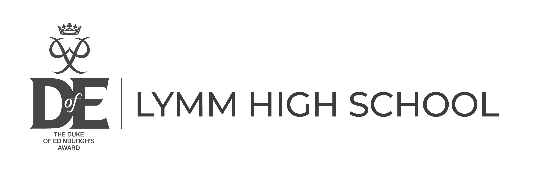 DofE
LYMM HIGH SCHOOL
THE DUKE
OF EDINBURGH'S
AWARD